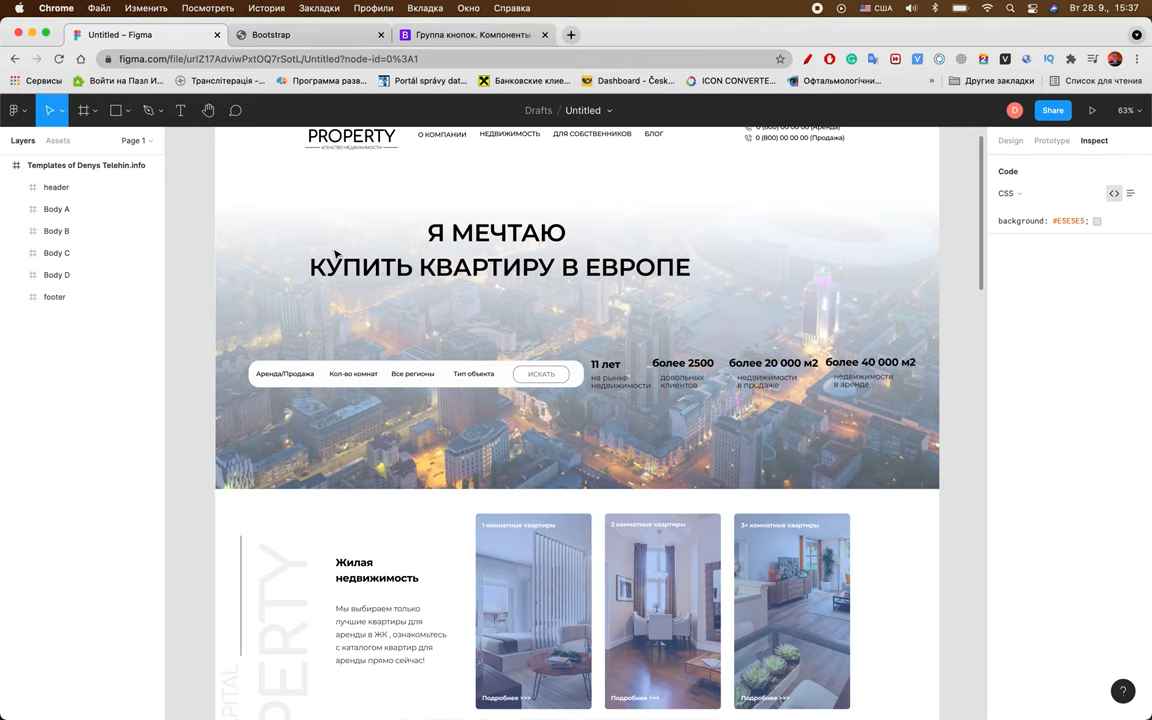 Chrome Файл Изменить Посмотреть История Закладки Профили Вкладка Окно Справка США Вт 28. 9., 15:37
Untitled – Figma Bootstrap Группа кнопок. Компоненты
figma.com/file/urlZ17AdviwPxtOQ7rSotL/Untitled?node-id=0%3A1
Сервисы Войти на Пазл И... Транслітерація -... Программа разв... Portál správy dat... Банковские клие... Dashboard - Česk... ICON CONVERTE... Офтальмологічни... » Другие закладки Список для чтения
Drafts / Untitled Share 63%
Layers Assets Page 1
Templates of Denys Telehin.info
header
Body A
Body B
Body C
Body D
footer
PROPERTY
АГЕНСТВО НЕДВИЖИМОСТИ
О КОМПАНИИ НЕДВИЖИМОСТЬ ДЛЯ СОБСТВЕННИКОВ БЛОГ
0 (800) 00 00 00 (Аренда)
0 (800) 00 00 00 (Продажа)
Я МЕЧТАЮ
КУПИТЬ КВАРТИРУ В ЕВРОПЕ
Аренда/Продажа Кол-во комнат Все регионы Тип объекта ИСКАТЬ
11 лет
на рынке
недвижимости
более 2500
довольных
клиентов
более 20 000 м2
недвижимости
в продаже
более 40 000 м2
недвижимости
в аренде
Жилая
недвижимость
Мы выбираем только
лучшие квартиры для
аренды в ЖК , ознакомьтесь
с каталогом квартир для
аренды прямо сейчас!
1 комнатные квартиры
Подробнее >>>
2 комнатные квартиры
Подробнее >>>
3+ комнатные квартиры
Подробнее >>>
Design Prototype Inspect
Code
CSS
background: #E5E5E5;
?